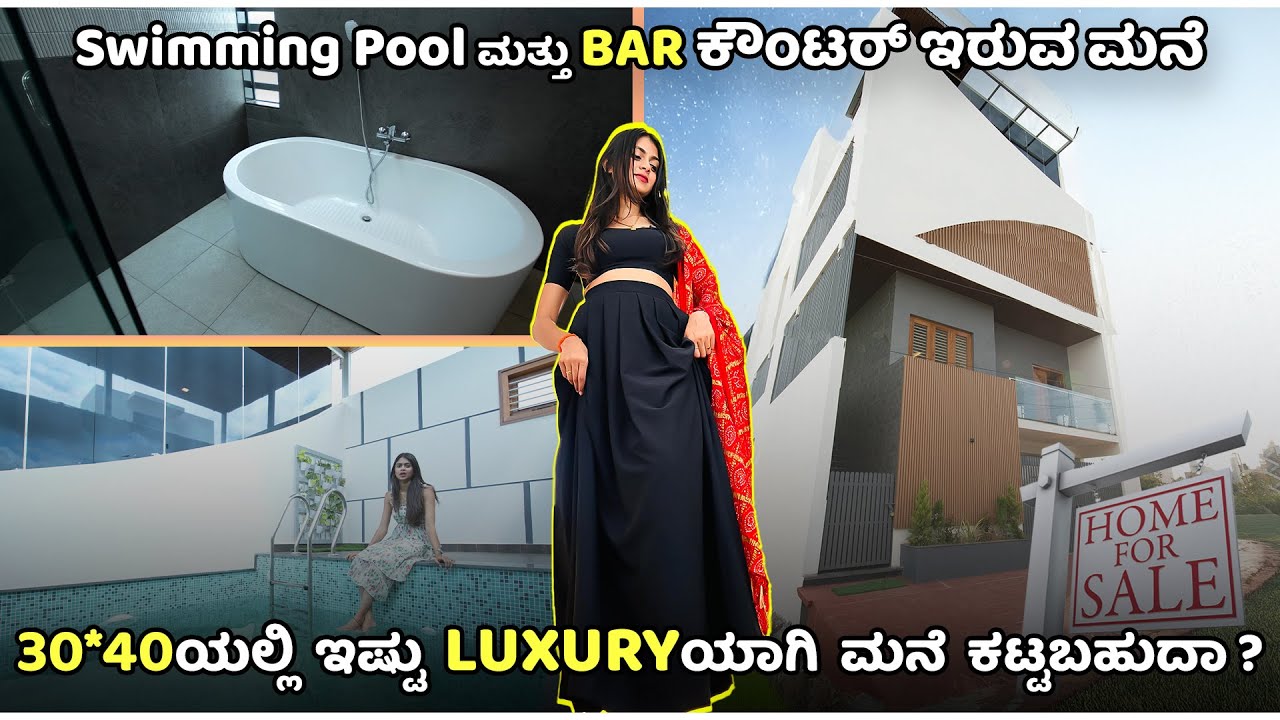 Swimming Pool ಮತ್ತು BAR ಕೌಂಟರ್ ಇರುವ ಮನೆ
HOME
FOR
SALE
30*40ಯಲ್ಲಿ ಇಷ್ಟು LUXURYಯಾಗಿ ಮನೆ ಕಟ್ಟಬಹುದಾ ?